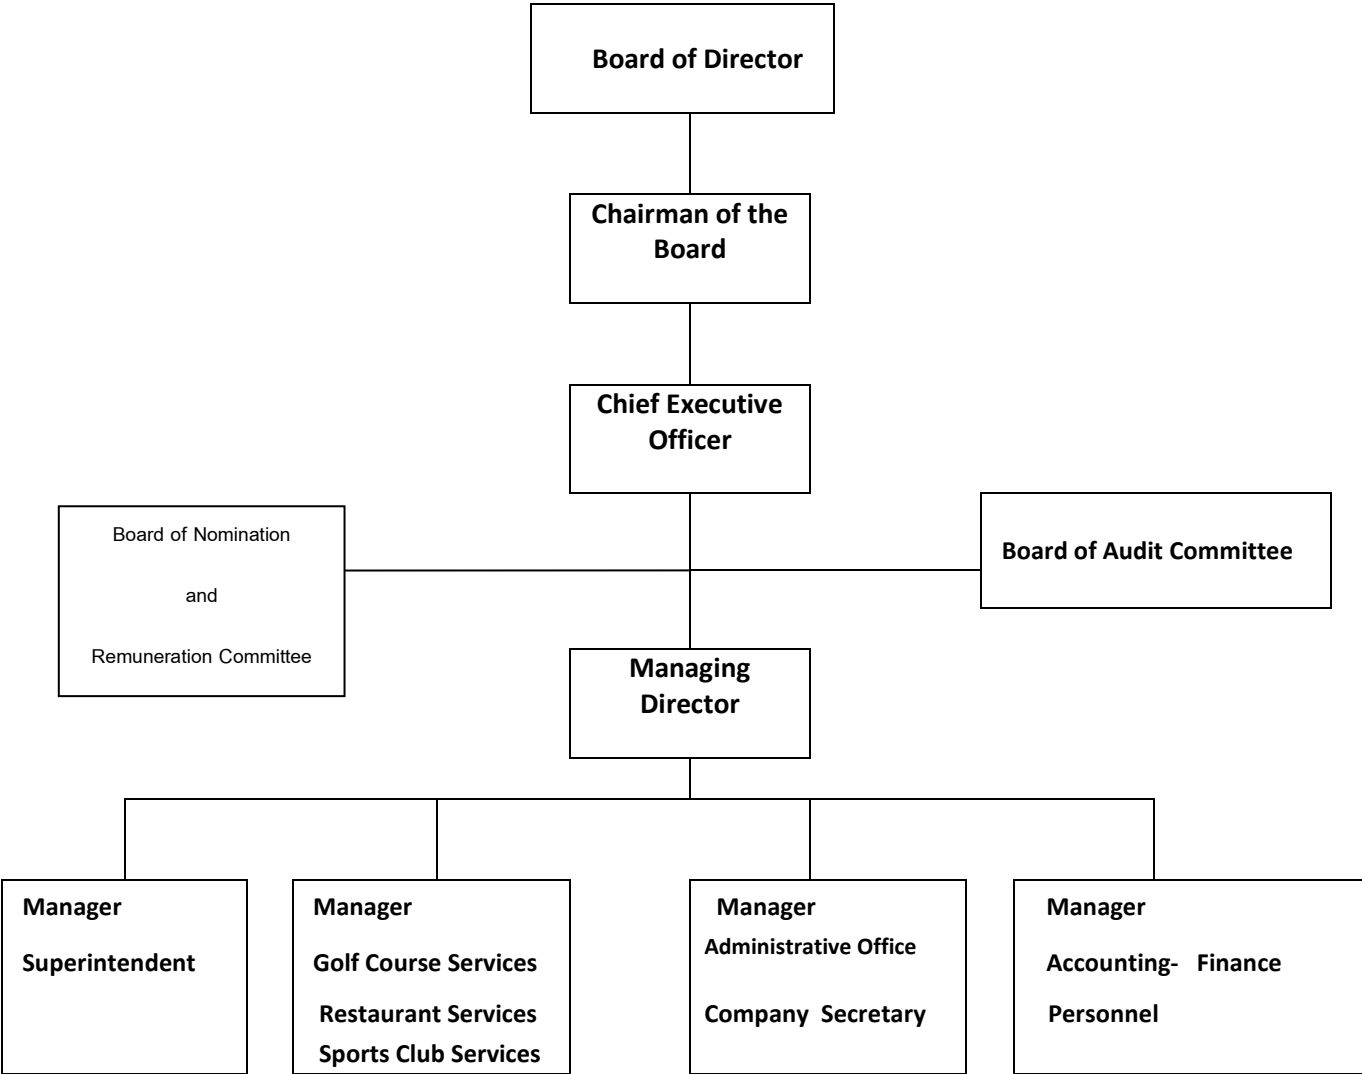 Board of Director
Chairman of the
Board
Chief Executive
Officer
Board of Nomination
and
Remuneration Committee
Board of Audit Committee
Managing
Director
Manager
Superintendent
Manager
Golf Course Services
Restaurant Services
Sports Club Services
Manager
Administrative Office
Company Secretary
Manager
Accounting- Finance
Personnel